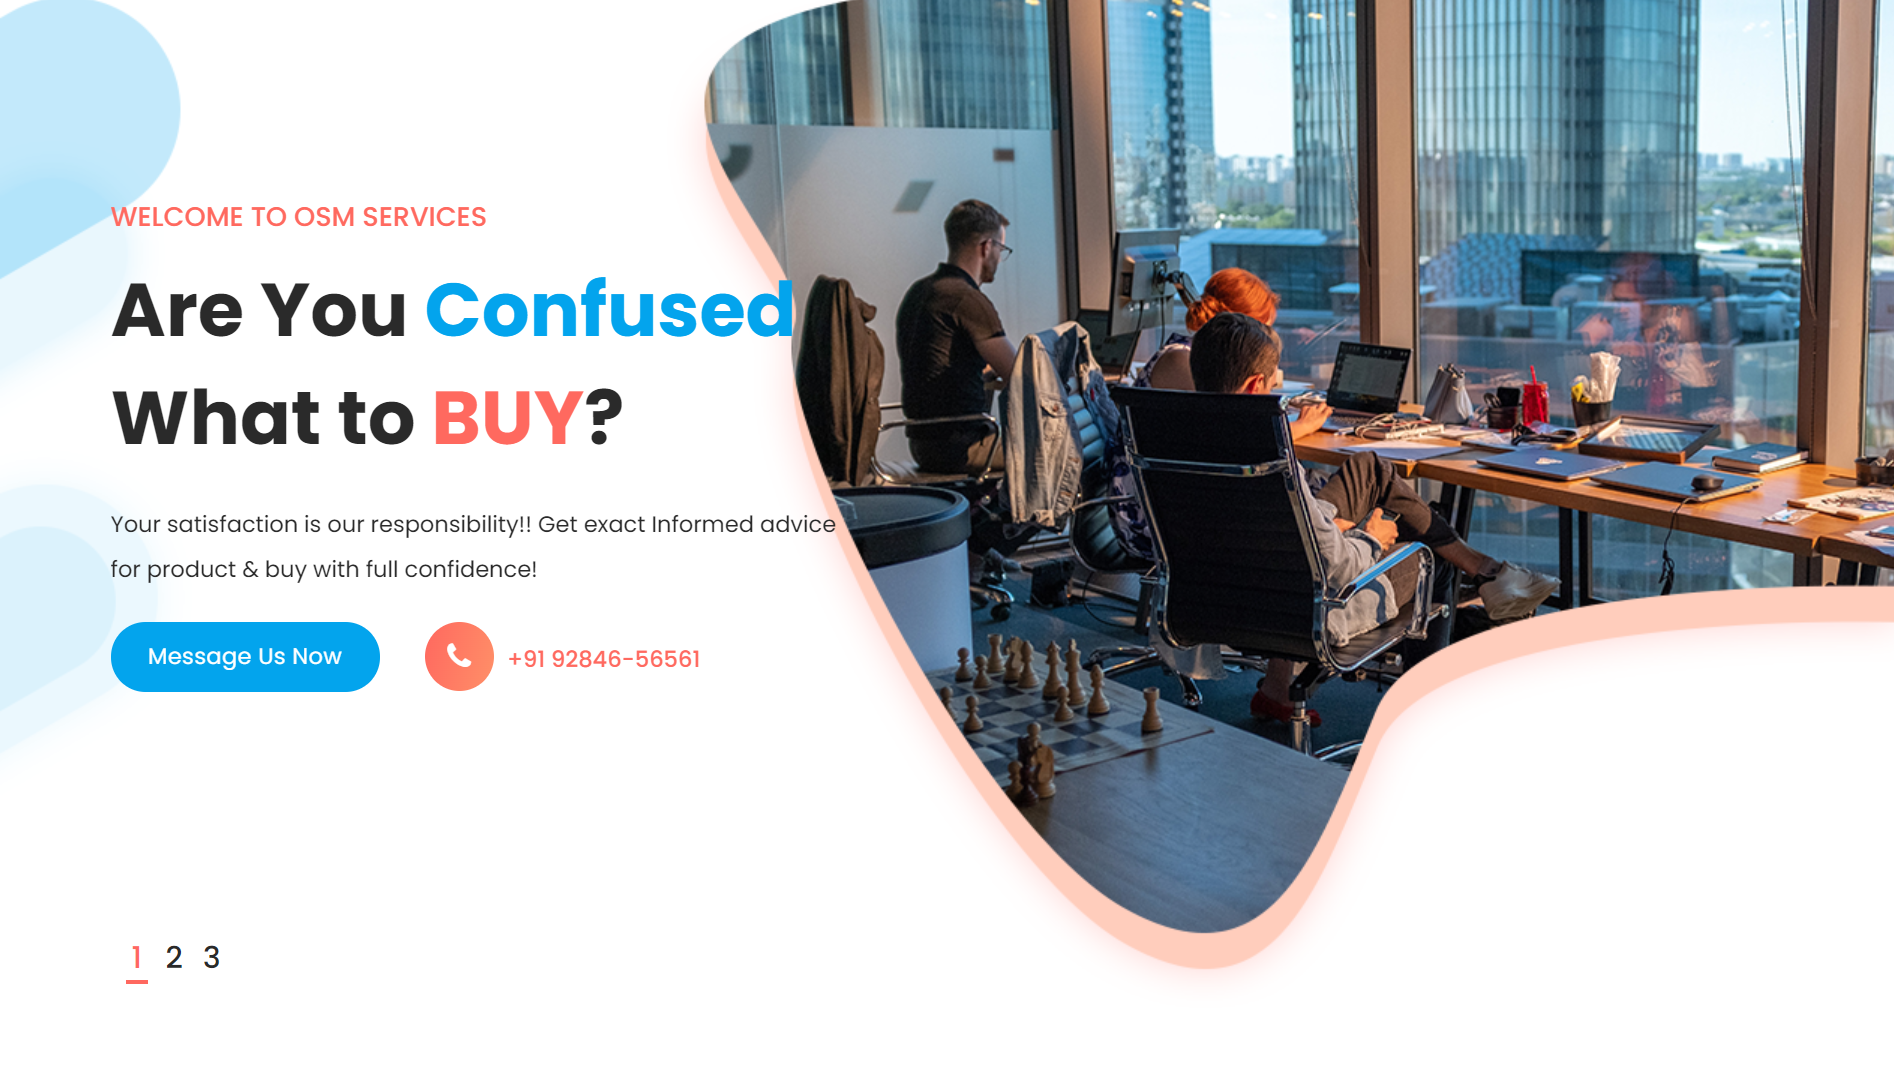 WELCOME TO OSM SERVICES
Are You Confused
What to BUY?
Your satisfaction is our responsibility!! Get exact Informed advice
for product & buy with full confidence!
Message Us Now
+91 92846-56561
1 2 3